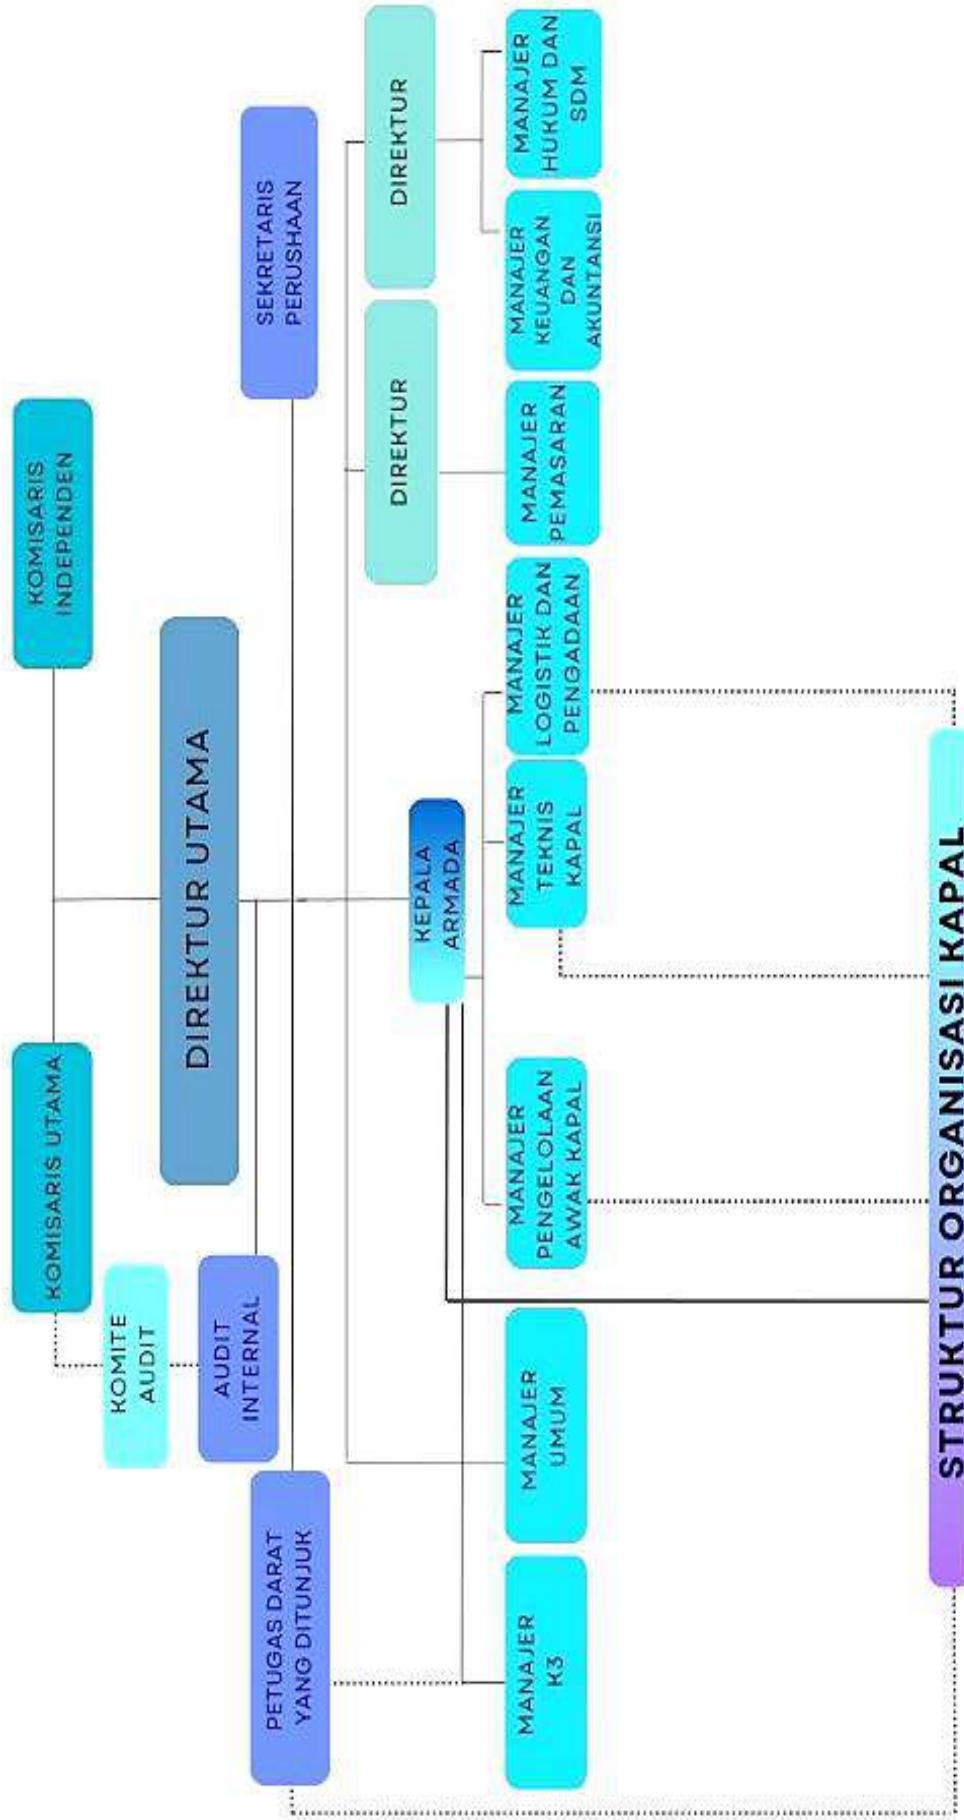 KOMISARIS UTAMA
KOMISARIS
INDEPENDEN
KOMITE
AUDIT
DIREKTUR UTAMA
AUDIT
INTERNAL
PETUGAS DARAT
YANG DITUNJUK
SEKRETARIS
PERUSHAAN
DIREKTUR
DIREKTUR
KEPALA
ARMADA
MANAJER
K3
MANAJER
UMUM
MANAJER
PENGELOLAAN
AWAK KAPAL
MANAJER
TEKNIS
KAPAL
MANAJER
LOGISTIK DAN
PENGADAAN
MANAJER
PEMASARAN
MANAJER
KEUANGAN
DAN
AKUNTANSI
MANAJER
HUKUM DAN
SDM
STRUKTUR ORGANISASI KAPAL